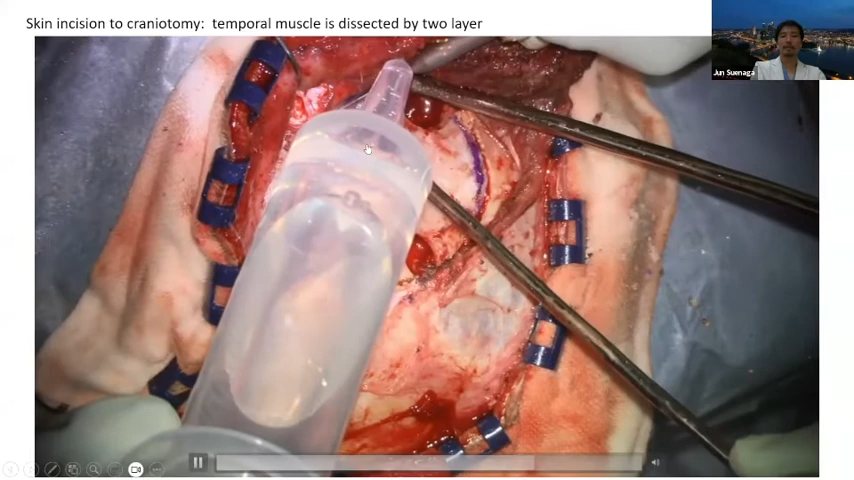 Skin incision to craniotomy:  temporal muscle is dissected by two layer
Jun Suenaga